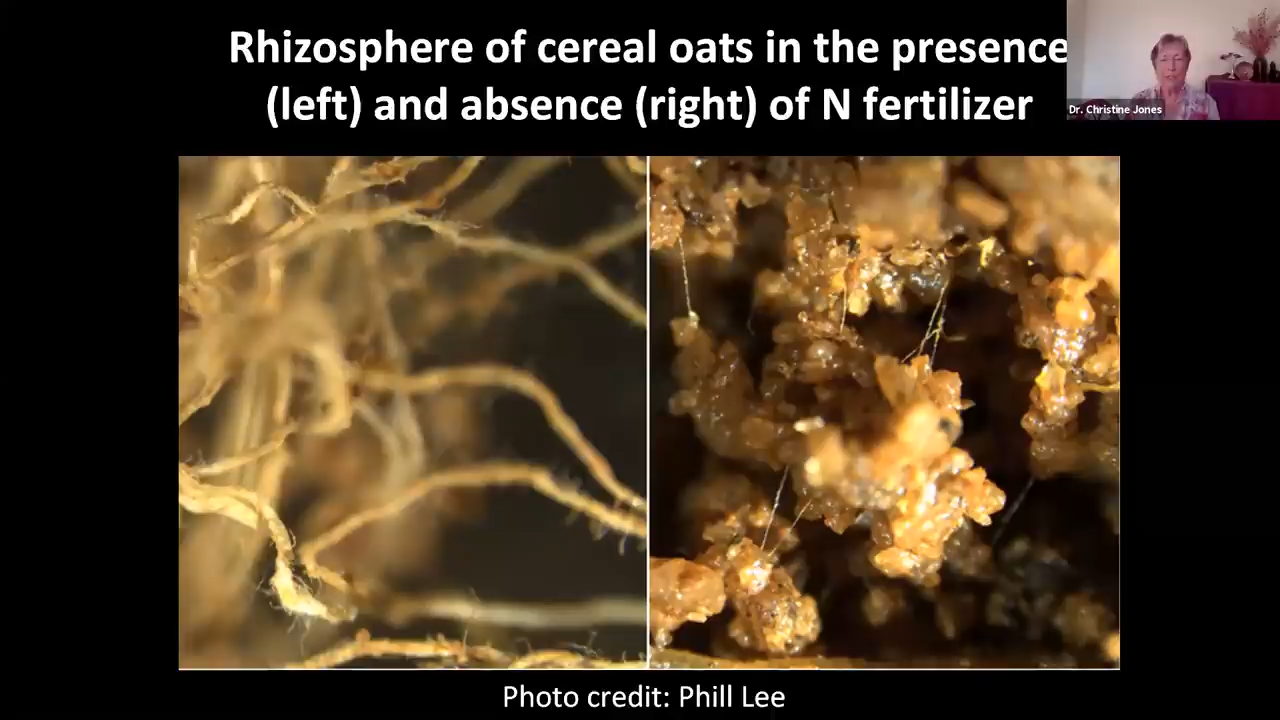 Rhizosphere of cereal oats in the presence
(left) and absence (right) of N fertilizer
Dr. Christine Jones
Photo credit: Phill Lee